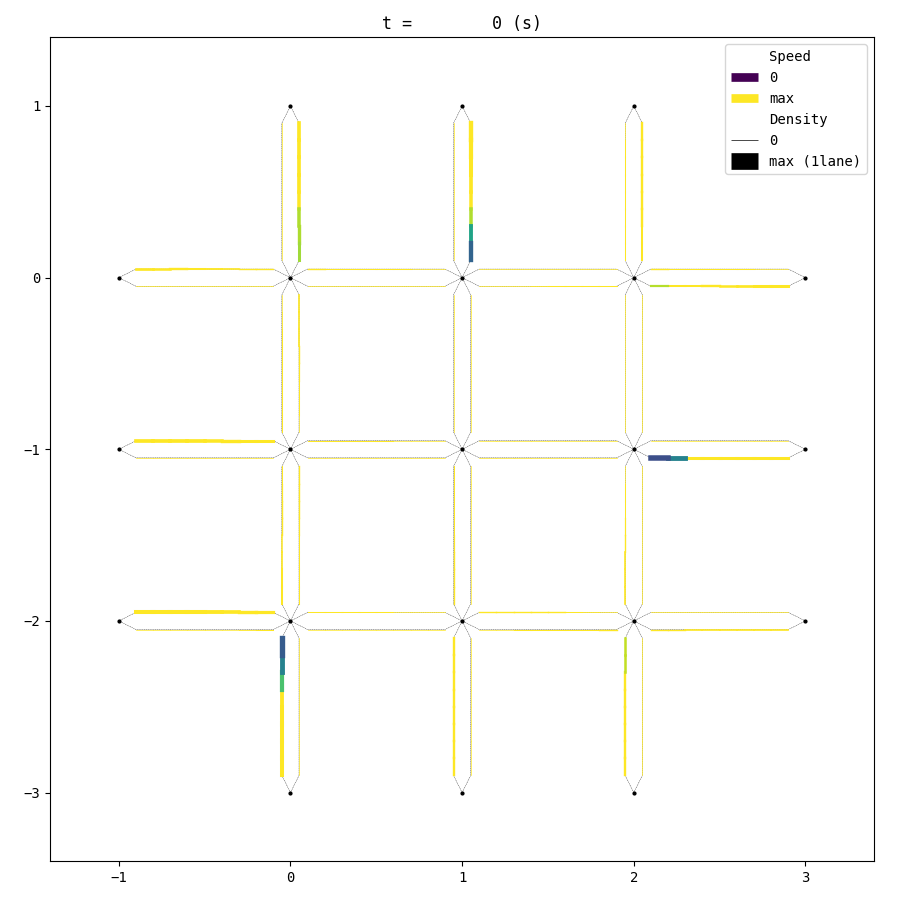 t =        0 (s)
Speed
0
max
Density
0
max (1lane)
1
0
−1
−2
−3
−1 0 1 2 3